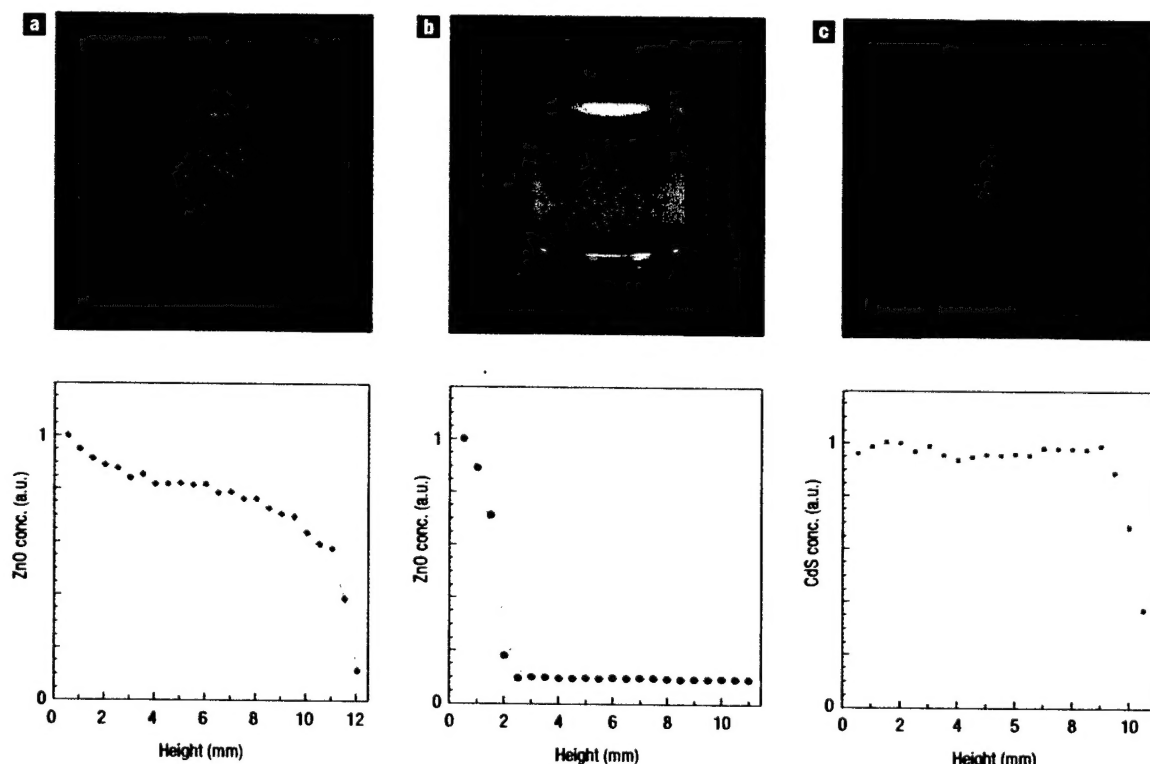 a b c
1 1 1
ZnO conc. (a.u.) ZnO conc. (a.u.) CdS conc. (a.u.)
0 0 0
0 2 4 6 8 10 12 0 2 4 6 8 10 0 2 4 5 8 10
Height (mm) Height (mm) Height (mm)